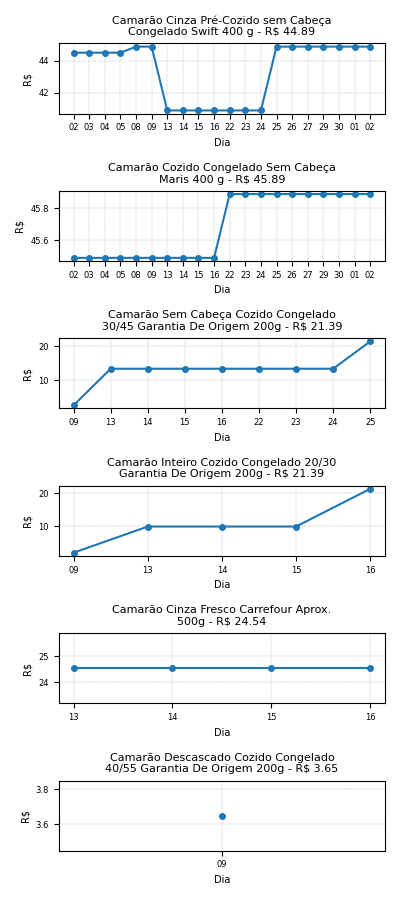 Camarão Cinza Pré-Cozido sem Cabeça
Congelado Swift 400 g - R$ 44.89
44
42
R$
02 03 04 05 08 09 13 14 15 16 22 23 24 25 26 27 29 30 01 02
Dia
Camarão Cozido Congelado Sem Cabeça
Maris 400 g - R$ 45.89
45.8
45.6
R$
02 03 04 05 08 09 13 14 15 16 22 23 24 25 26 27 29 30 01 02
Dia
Camarão Sem Cabeça Cozido Congelado
30/45 Garantia De Origem 200g - R$ 21.39
20
10
R$
09 13 14 15 16 22 23 24 25
Dia
Camarão Inteiro Cozido Congelado 20/30
Garantia De Origem 200g - R$ 21.39
20
10
R$
09 13 14 15 16
Dia
Camarão Cinza Fresco Carrefour Aprox.
500g - R$ 24.54
25
24
R$
13 14 15 16
Dia
Camarão Descascado Cozido Congelado
40/55 Garantia De Origem 200g - R$ 3.65
3.8
3.6
R$
09
Dia